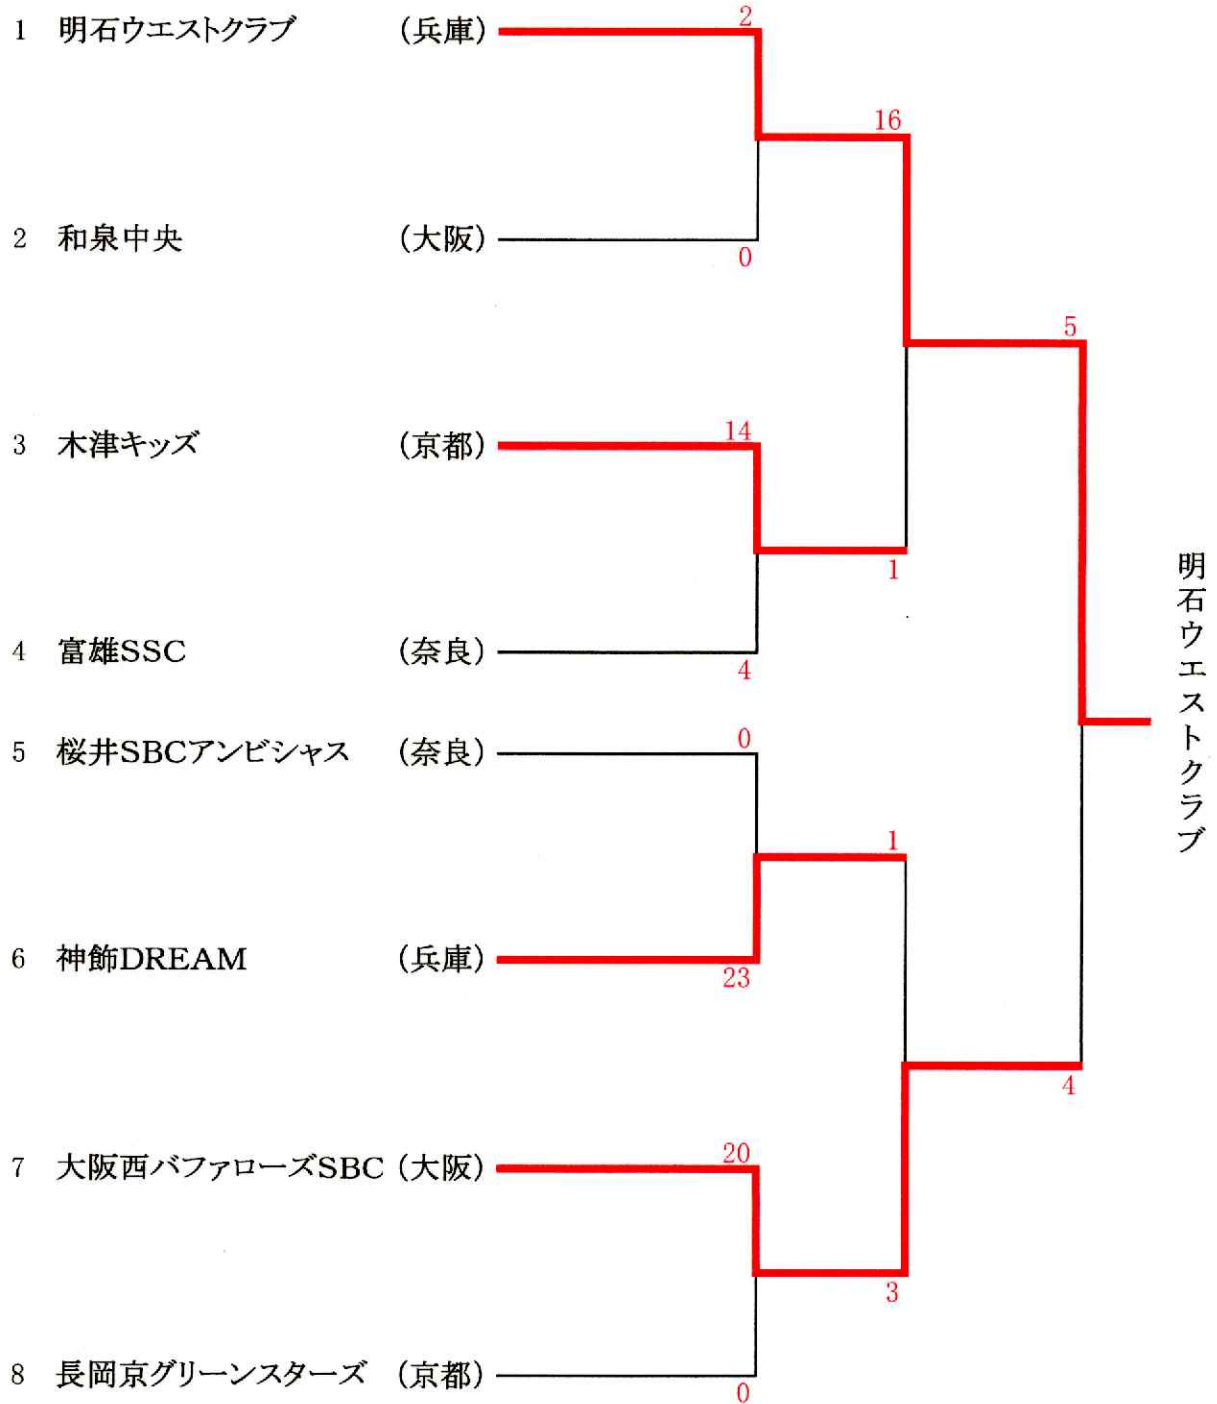 1 明石ウエストクラブ (兵庫) 2
16
2 和泉中央 (大阪) 0
5
3 木津キッズ (京都) 14
1
4 富雄SSC (奈良) 4
5 桜井SBCアンビシャス (奈良) 0
1
6 神飾DREAM (兵庫) 23
4
7 大阪西バファローズSBC (大阪) 20
3
8 長岡京グリーンスターズ (京都) 0
明石ウエストクラブ